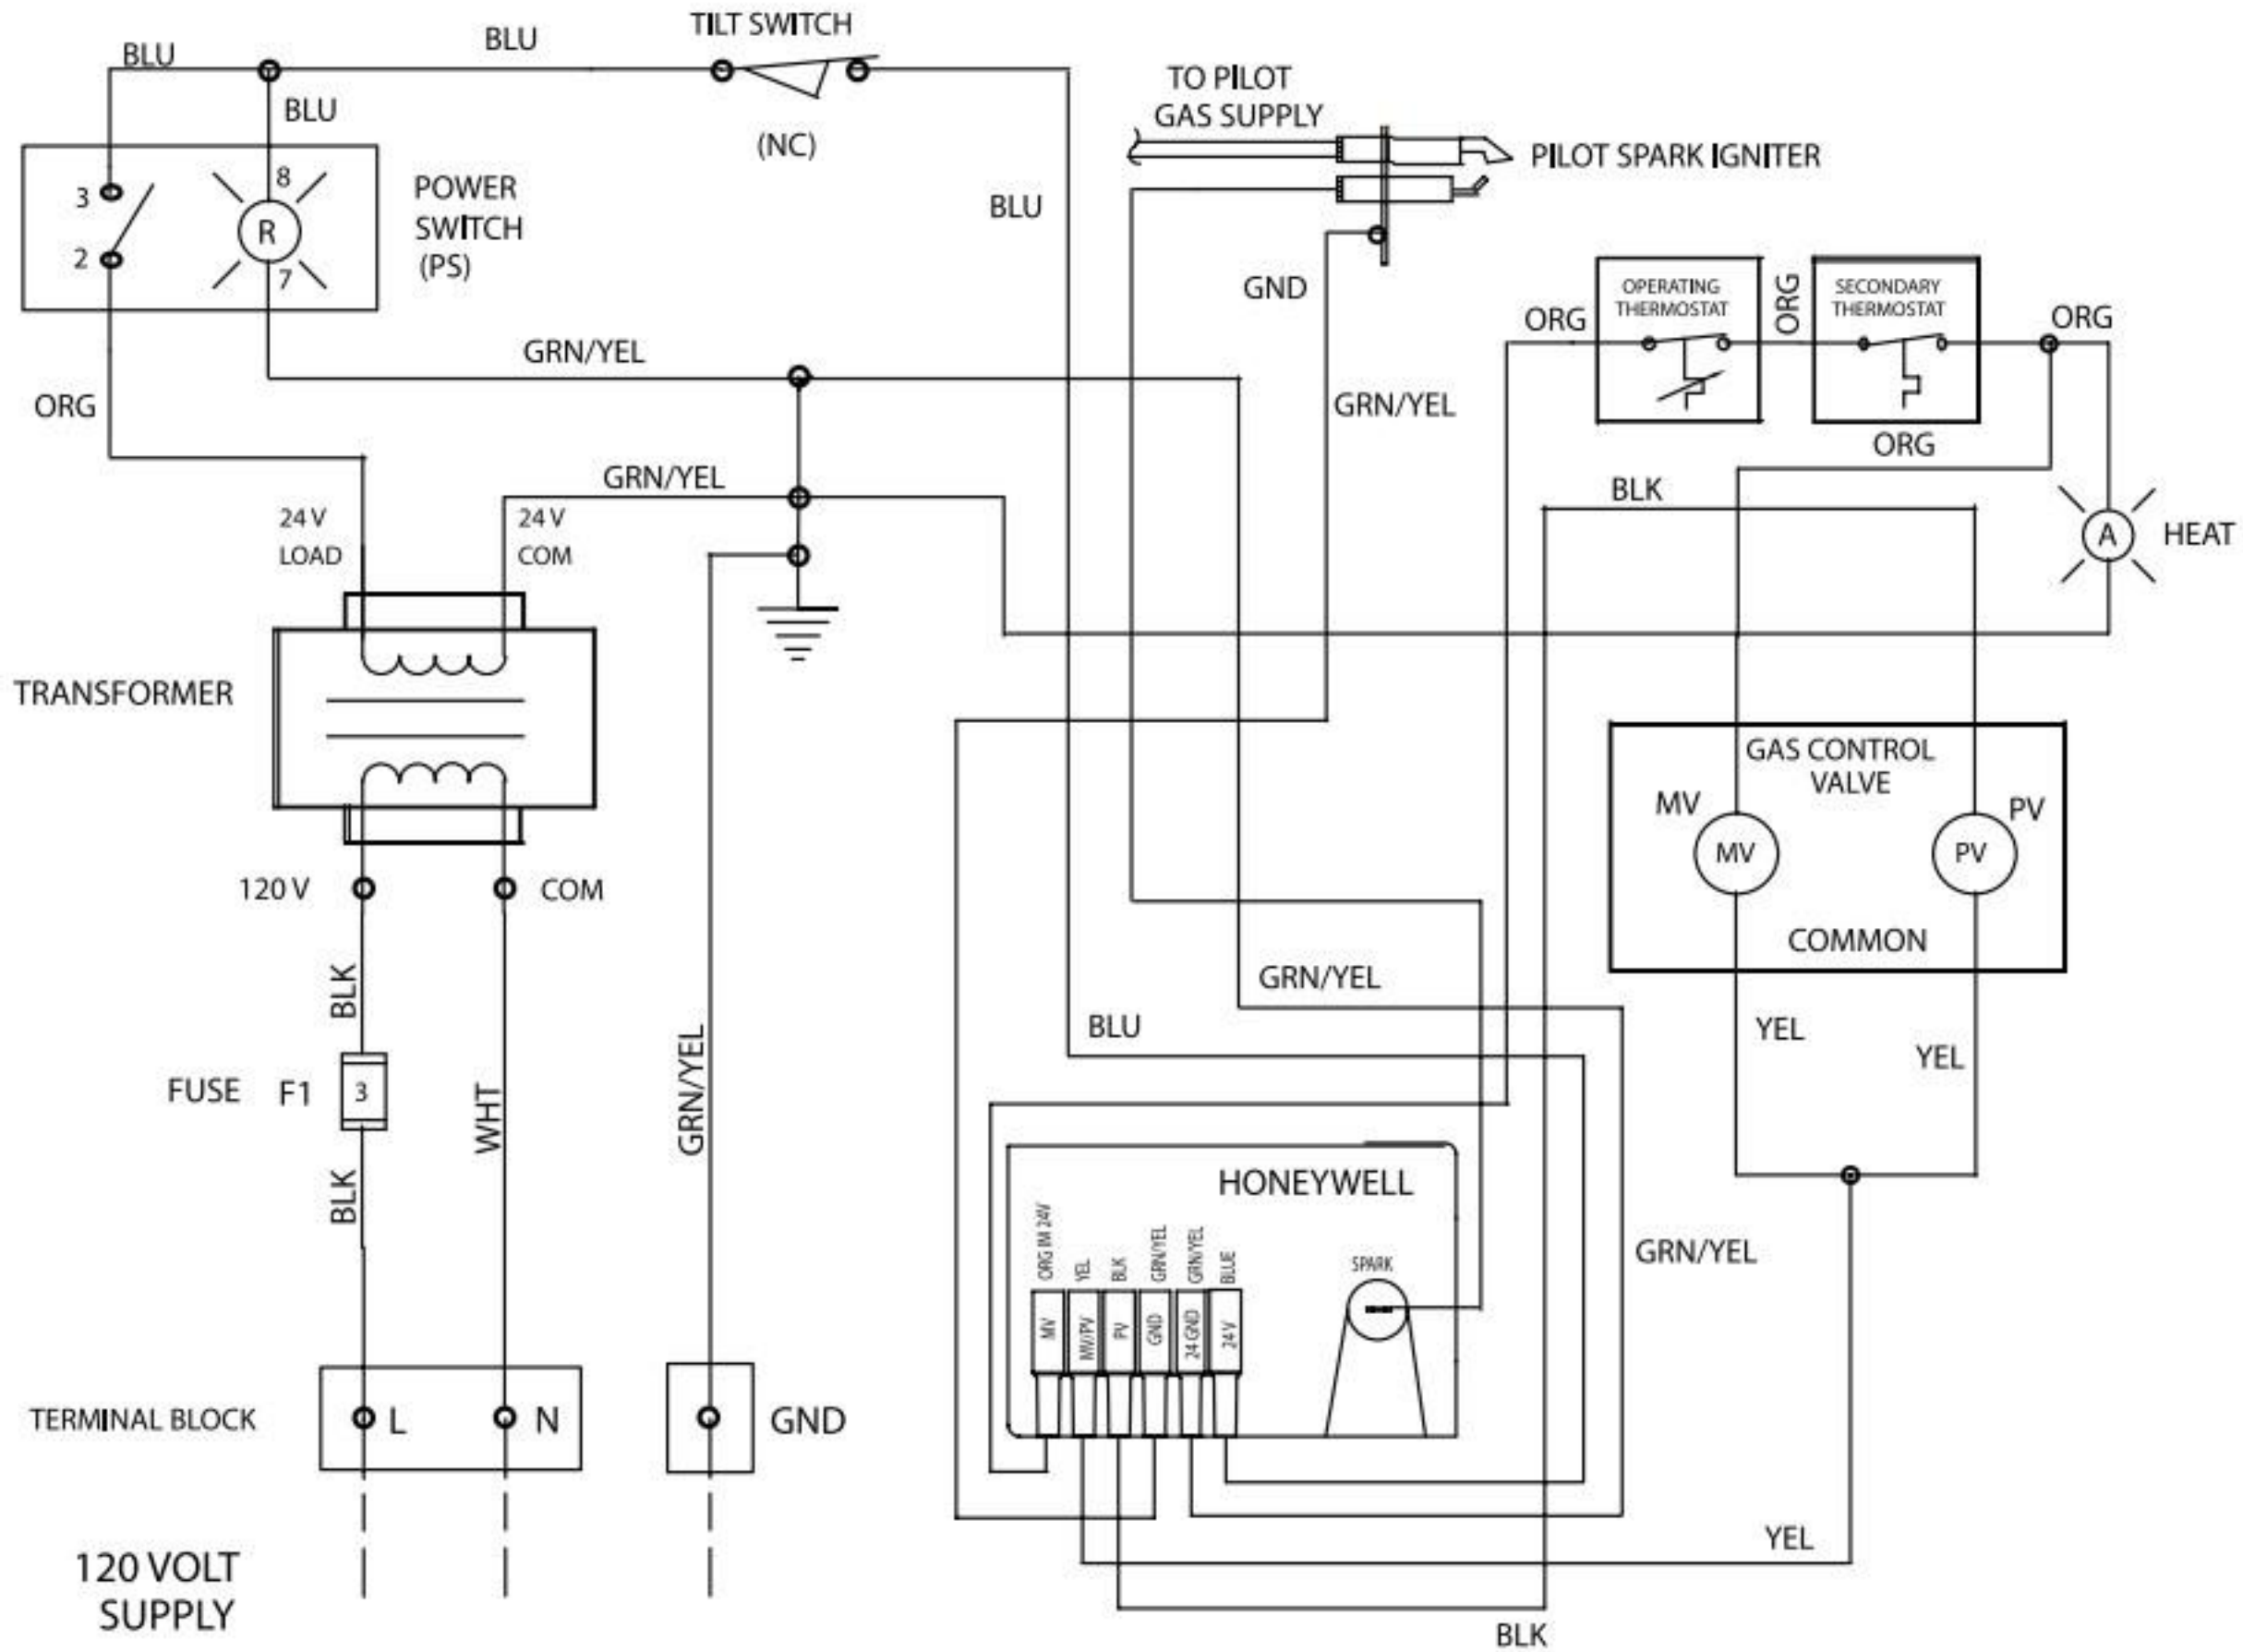 TILT SWITCH
BLU
BLU
BLU
(NC)
TO PILOT
GAS SUPPLY
PILOT SPARK IGNITER
3
2
8
R
7
POWER
SWITCH
(PS)
BLU
GND
GRN/YEL
ORG
OPERATING
THERMOSTAT
ORG
SECONDARY
THERMOSTAT
ORG
ORG
BLK
A
HEAT
GRN/YEL
ORG
GRN/YEL
24 V
LOAD
24 V
COM
TRANSFORMER
120 V
COM
BLK
FUSE
F1
3
BLK
WHT
GRN/YEL
TERMINAL BLOCK
L
N
GND
120 VOLT
SUPPLY
GAS CONTROL
VALVE
MV
MV
PV
PV
COMMON
YEL
YEL
GRN/YEL
BLU
HONEYWELL
ORG IM 24V
YEL
BLK
GRN/YEL
GRN/YEL
BLUE
MV
MV/PV
PV
GND
24 GND
24 V
SPARK
GRN/YEL
YEL
BLK